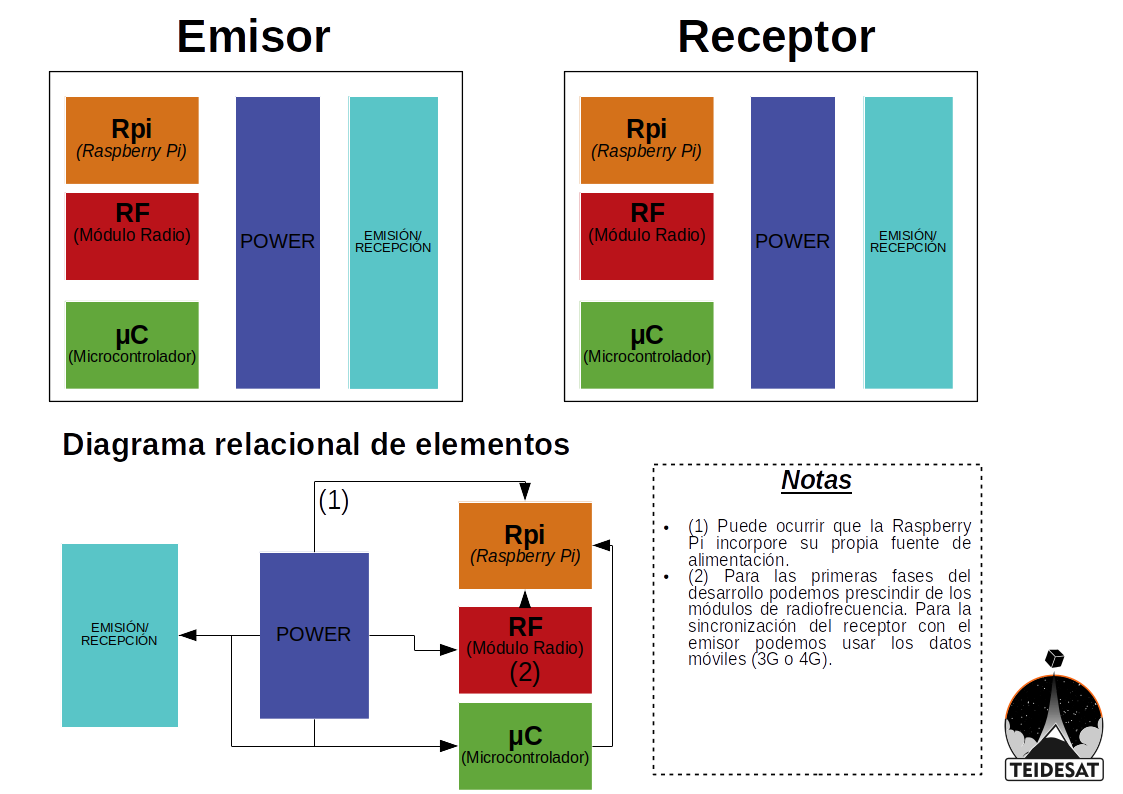 Emisor
Receptor
Rpi
(Raspberry Pi)
RF
(Módulo Radio)
µC
(Microcontrolador)
POWER
EMISIÓN/
RECEPCIÓN
Rpi
(Raspberry Pi)
RF
(Módulo Radio)
µC
(Microcontrolador)
POWER
EMISIÓN/
RECEPCIÓN
Diagrama relacional de elementos
(1)
EMISIÓN/
RECEPCIÓN
POWER
Rpi
(Raspberry Pi)
RF
(Módulo Radio)
(2)
µC
(Microcontrolador)
Notas
• (1) Puede ocurrir que la Raspberry
Pi incorpore su propia fuente de
alimentación.
• (2) Para las primeras fases del
desarrollo podemos prescindir de los
módulos de radiofrecuencia. Para la
sincronización del receptor con el
emisor podemos usar los datos
móviles (3G o 4G).
TEIDESAT